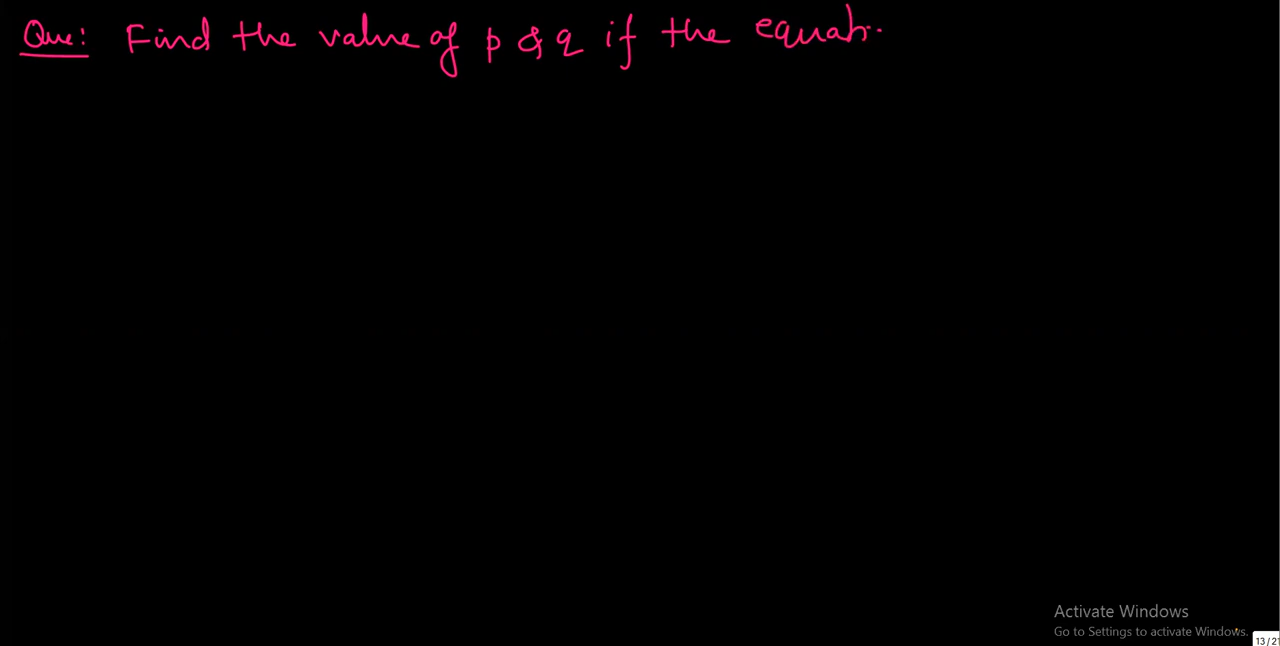 Que: Find the value of p & q if the equat.
Activate Windows
Go to Settings to activate Windows.
13/21